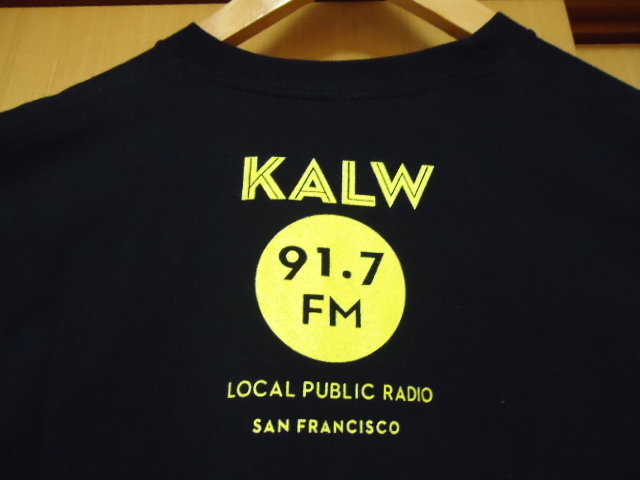 KALW
91.7
FM
LOCAL PUBLIC RADIO
SAN FRANCISCO